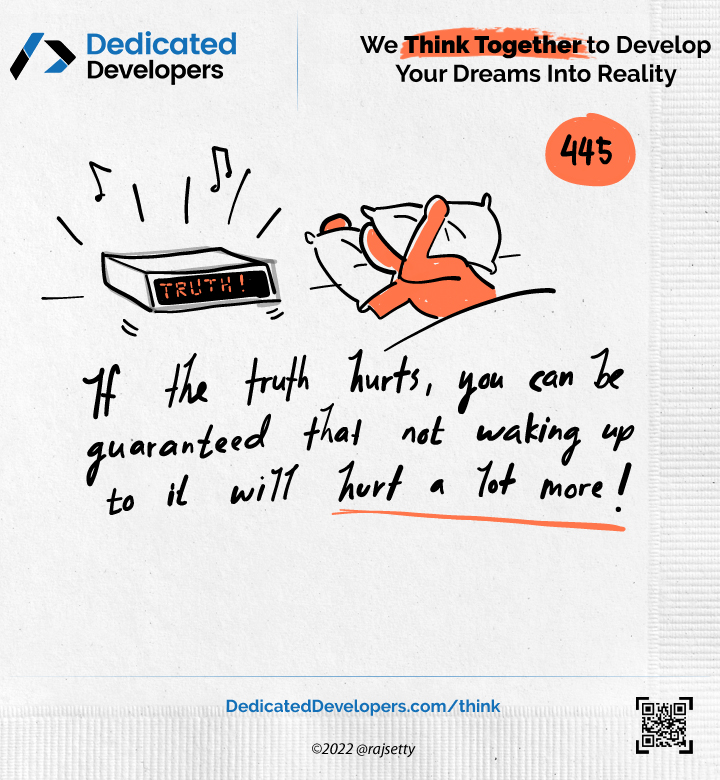 Dedicated
Developers
We Think Together to Develop
Your Dreams Into Reality
445
TRUTH!
If the truth hurts, you can be
guaranteed that not waking up
to it will hurt a lot more!
DedicatedDevelopers.com/think
©2022 @rajsetty